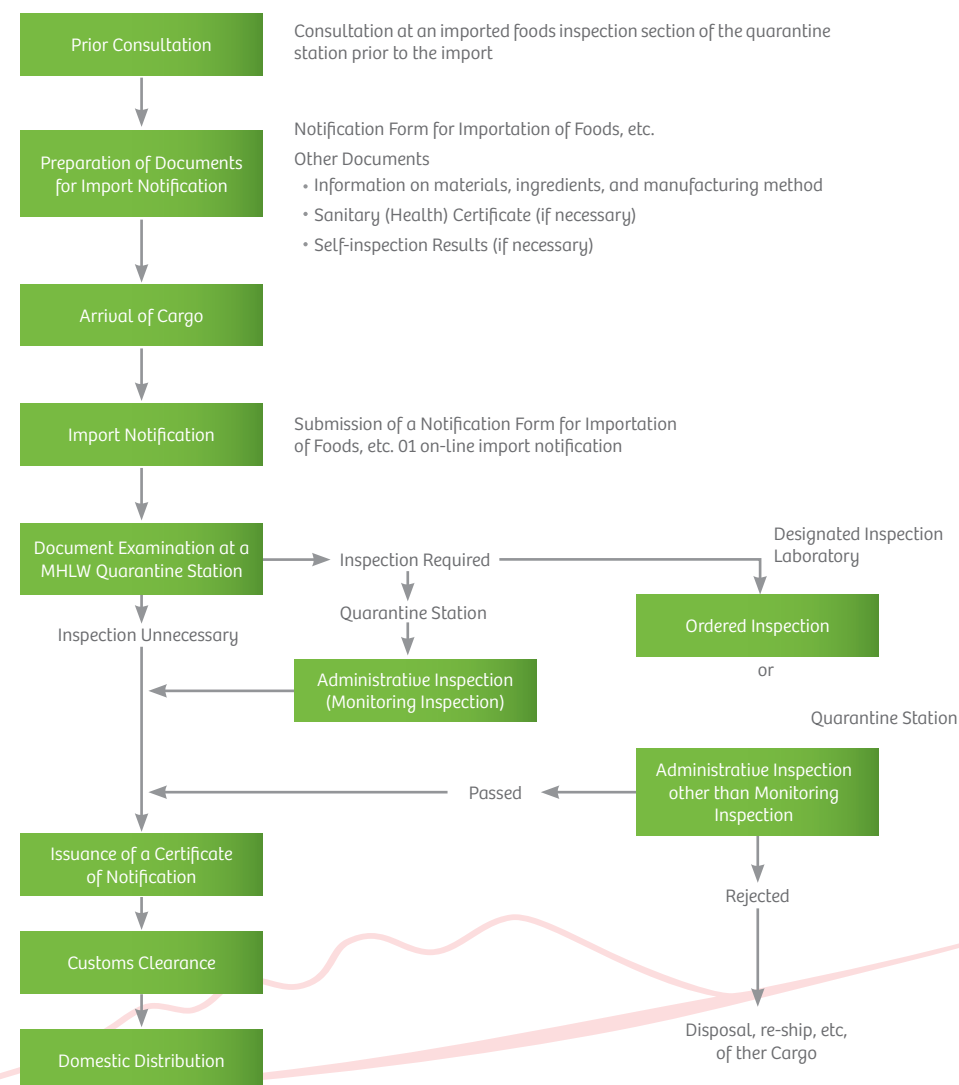 Prior Consultation
Consultation at an imported foods inspection section of the quarantine
station prior to the import
Preparation of Documents
for Import Notification
Notification Form for Importation of Foods, etc.
Other Documents
• Information on materials, ingredients, and manufacturing method
• Sanitary (Health) Certificate (if necessary)
• Self-inspection Results (if necessary)
Arrival of Cargo
Import Notification
Submission of a Notification Form for Importation
of Foods, etc. 01 on-line import notification
Document Examination at a
MHLW Quarantine Station
Inspection Required
Designated Inspection
Laboratory
Inspection Unnecessary
Quarantine Station
Ordered Inspection
or
Administrative Inspection
(Monitoring Inspection)
Quarantine Station
Administrative Inspection
other than Monitoring
Inspection
Passed
Rejected
Issuance of a Certificate
of Notification
Customs Clearance
Domestic Distribution
Disposal, re-ship, etc,
of ther Cargo